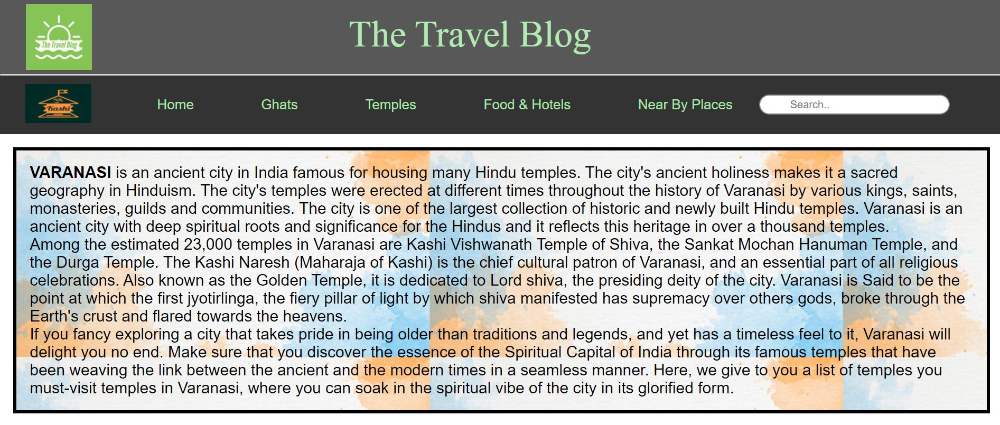 The Travel Blog
The Travel Blog
Kashi
Home
Ghats
Temples
Food & Hotels
Near By Places
Search..
VARANASI is an ancient city in India famous for housing many Hindu temples. The city's ancient holiness makes it a sacred
geography in Hinduism. The city's temples were erected at different times throughout the history of Varanasi by various kings, saints,
monasteries, guilds and communities. The city is one of the largest collection of historic and newly built Hindu temples. Varanasi is an
ancient city with deep spiritual roots and significance for the Hindus and it reflects this heritage in over a thousand temples.
Among the estimated 23,000 temples in Varanasi are Kashi Vishwanath Temple of Shiva, the Sankat Mochan Hanuman Temple, and
the Durga Temple. The Kashi Naresh (Maharaja of Kashi) is the chief cultural patron of Varanasi, and an essential part of all religious
celebrations. Also known as the Golden Temple, it is dedicated to Lord shiva, the presiding deity of the city. Varanasi is Said to be the
point at which the first jyotirlinga, the fiery pillar of light by which shiva manifested has supremacy over others gods, broke through the
Earth's crust and flared towards the heavens.
If you fancy exploring a city that takes pride in being older than traditions and legends, and yet has a timeless feel to it, Varanasi will
delight you no end. Make sure that you discover the essence of the Spiritual Capital of India through its famous temples that have
been weaving the link between the ancient and the modern times in a seamless manner. Here, we give to you a list of temples you
must-visit temples in Varanasi, where you can soak in the spiritual vibe of the city in its glorified form.